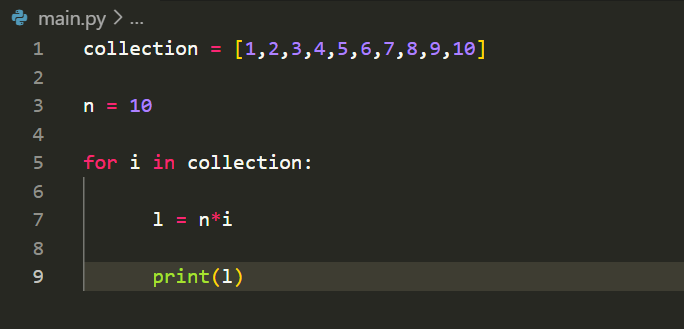 main.py > ...
1 collection = [1,2,3,4,5,6,7,8,9,10]
2
3 n = 10
4
5 for i in collection:
6
7 l = n*i
8
9 print(l)